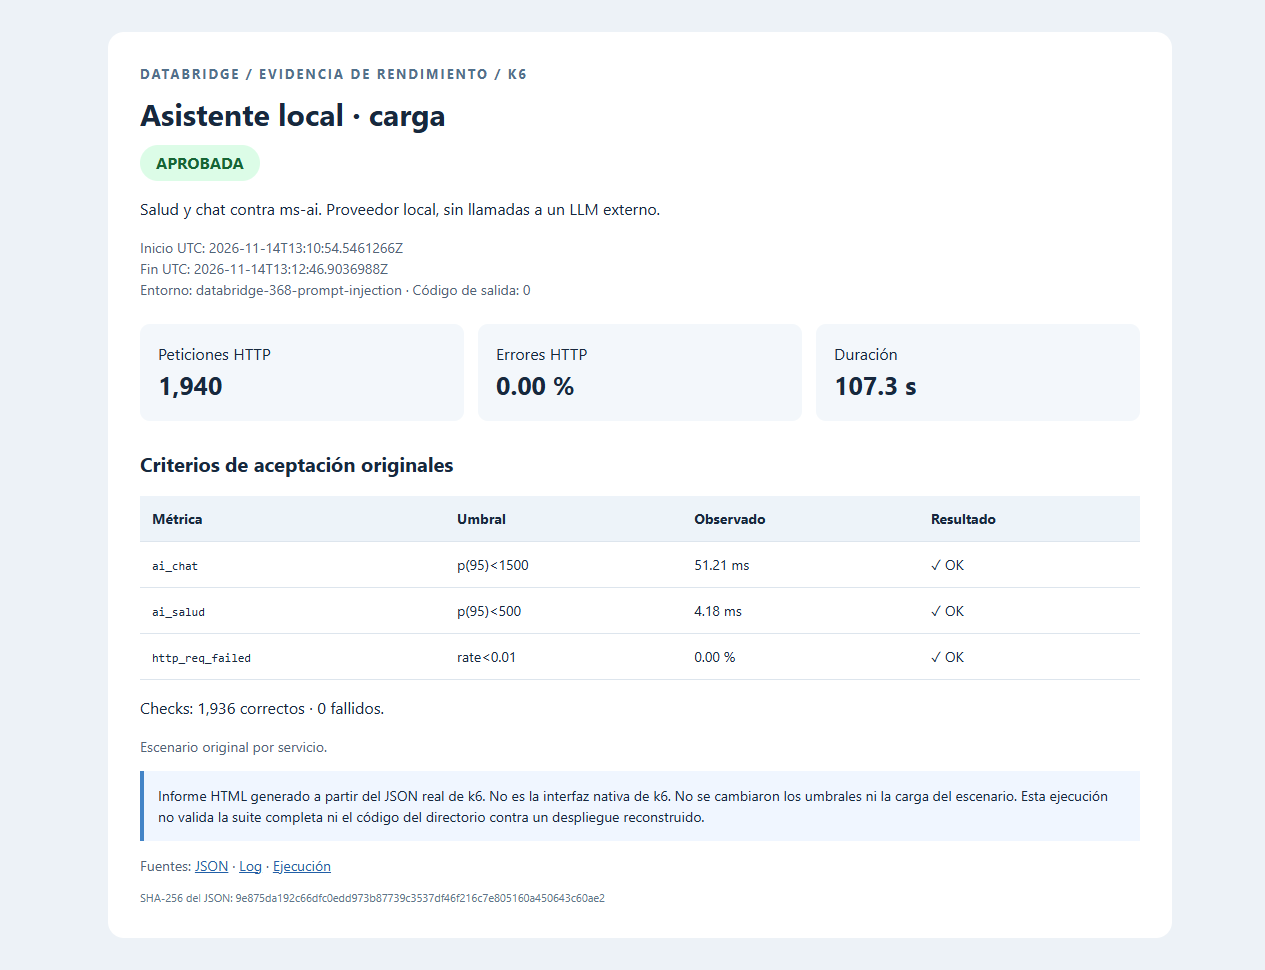 DATABRIDGE / EVIDENCIA DE RENDIMIENTO / K6
Asistente local · carga
APROBADA
Salud y chat contra ms-ai. Proveedor local, sin llamadas a un LLM externo.
Inicio UTC: 2026-11-14T13:10:54.5461266Z
Fin UTC: 2026-11-14T13:12:46.9036988Z
Entorno: databridge-368-prompt-injection · Código de salida: 0
Peticiones HTTP
1,940
Errores HTTP
0.00 %
Duración
107.3 s
Criterios de aceptación originales
Métrica Umbral Observado Resultado
ai_chat p(95)<1500 51.21 ms ✓ OK
ai_salud p(95)<500 4.18 ms ✓ OK
http_req_failed rate<0.01 0.00 % ✓ OK
Checks: 1,936 correctos · 0 fallidos.
Escenario original por servicio.
Informe HTML generado a partir del JSON real de k6. No es la interfaz nativa de k6. No se cambiaron los umbrales ni la carga del escenario. Esta ejecución
no valida la suite completa ni el código del directorio contra un despliegue reconstruido.
Fuentes: JSON · Log · Ejecución
SHA-256 del JSON: 9e875da192c66dfc0edd973b87739c3537df46f216c7e805160a450643c60ae2